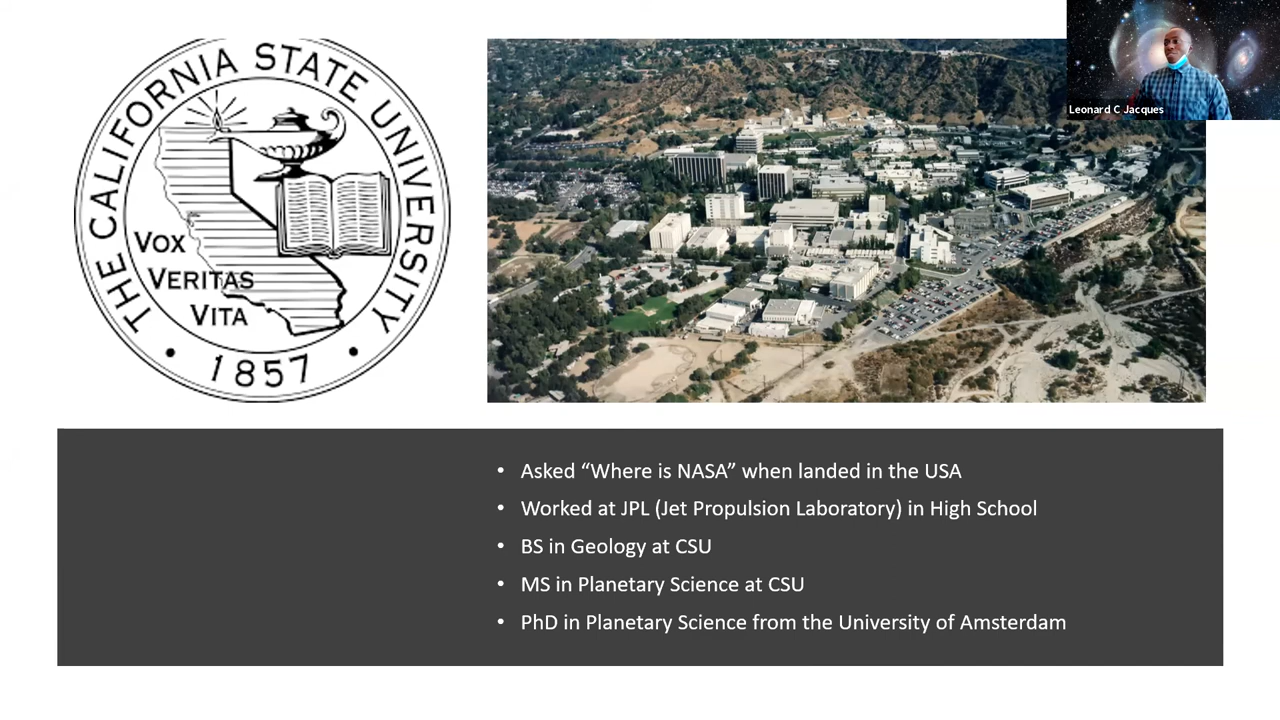 THE CALIFORNIA STATE UNIVERSITY
VOX
VERITAS
VITA
• 1857 •
Leonard C Jacques
• Asked “Where is NASA” when landed in the USA
• Worked at JPL (Jet Propulsion Laboratory) in High School
• BS in Geology at CSU
• MS in Planetary Science at CSU
• PhD in Planetary Science from the University of Amsterdam